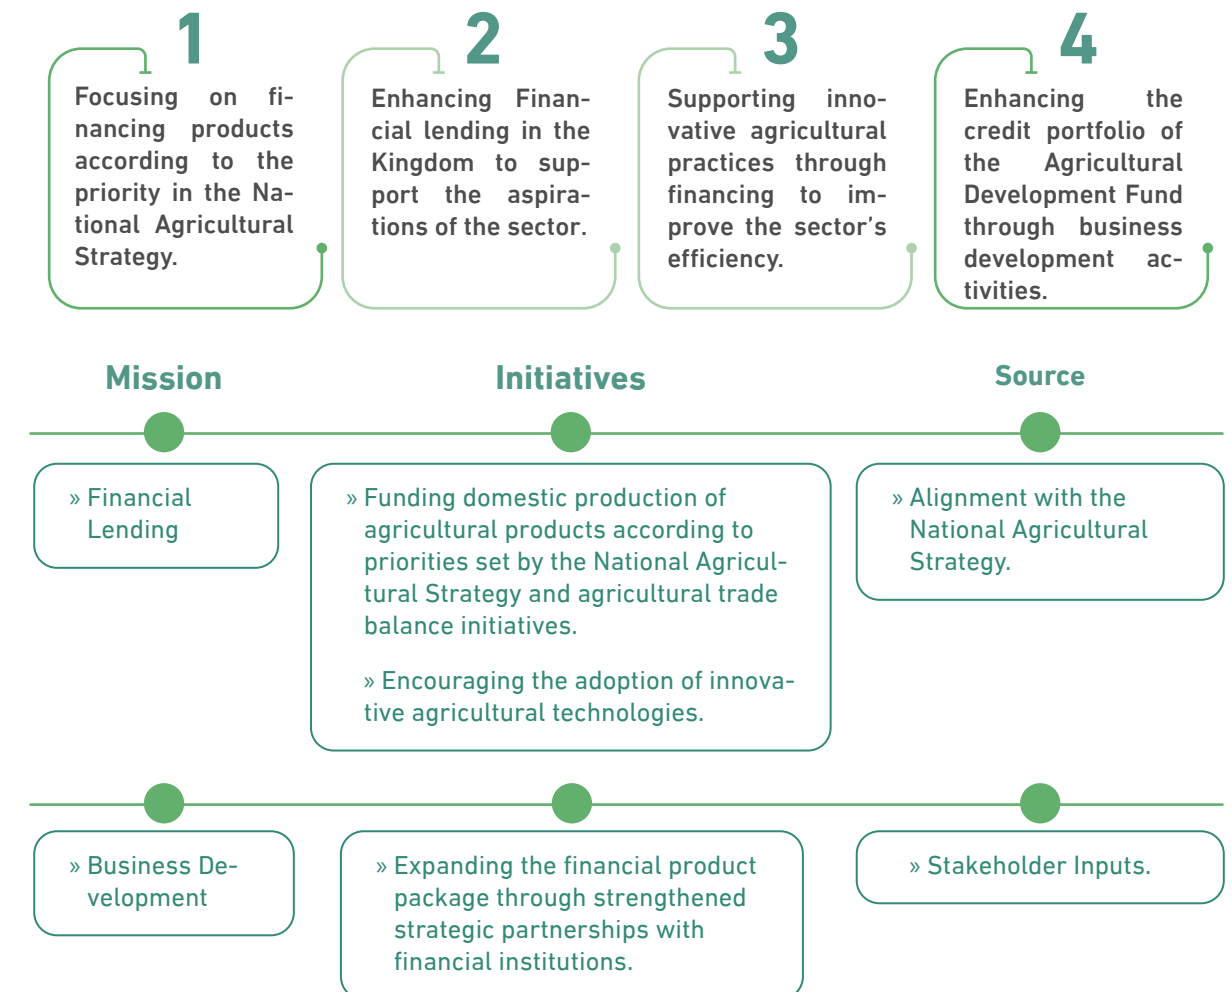 1
Focusing on fi-
nancing products
according to the
priority in the Na-
tional Agricultural
Strategy.
2
Enhancing Finan-
cial lending in the
Kingdom to sup-
port the aspira-
tions of the sector.
3
Supporting inno-
vative agricultural
practices through
financing to im-
prove the sector's
efficiency.
4
Enhancing the
credit portfolio of
the Agricultural
Development Fund
through business
development ac-
tivities.
Mission
Initiatives
Source
» Financial
Lending
» Funding domestic production of
agricultural products according to
priorities set by the National Agricul-
tural Strategy and agricultural trade
balance initiatives.
» Encouraging the adoption of innova-
tive agricultural technologies.
» Alignment with the
National Agricultural
Strategy.
» Business De-
velopment
» Expanding the financial product
package through strengthened
strategic partnerships with
financial institutions.
» Stakeholder Inputs.